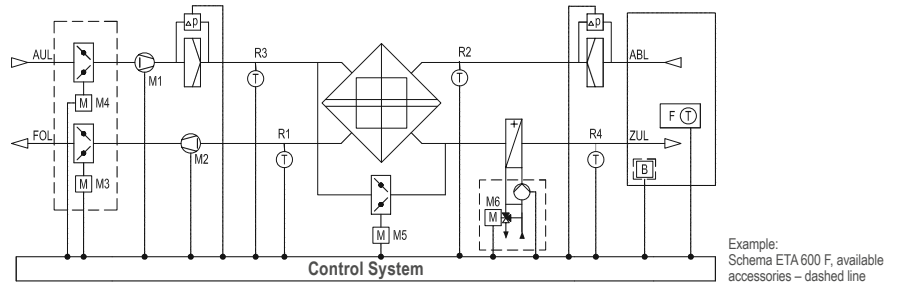 Δp
Δp
AUL
R3
R2
ABL
T
T
M1
M
M4
F T
FOL
R1
+
R4
ZUL
M2
T
T
B
M
M3
M6
M
M
M5
Control System
Example:
Schema ETA 600 F, available
accessories – dashed line